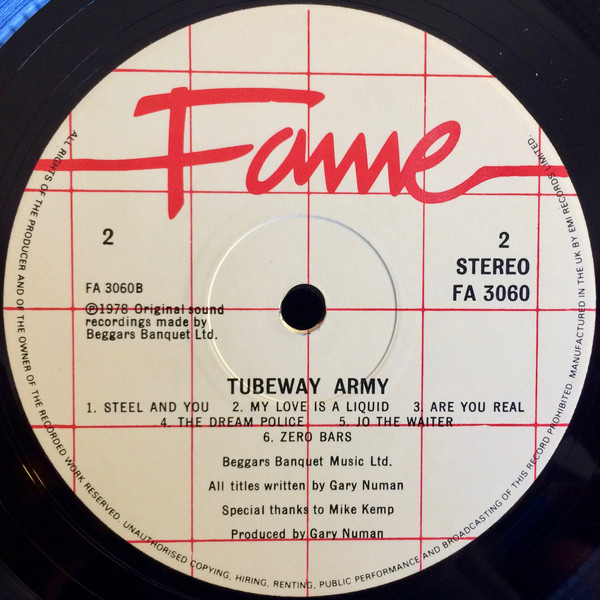 Fame
2
FA 3060B
℗1978 Original sound
recordings made by
Beggars Banquet Ltd.
2
STEREO
FA 3060
TUBEWAY ARMY
1. STEEL AND YOU 2. MY LOVE IS A LIQUID 3. ARE YOU REAL
4. THE DREAM POLICE 5. JO THE WAITER
6. ZERO BARS
Beggars Banquet Music Ltd.
All titles written by Gary Numan
Special thanks to Mike Kemp
Produced by Gary Numan
ALL RIGHTS OF THE PRODUCER AND OF THE OWNER OF THE RECORDED WORK RESERVED. UNAUTHORISED COPYING, HIRING, RENTING, PUBLIC PERFORMANCE AND BROADCASTING OF THIS RECORD PROHIBITED. MANUFACTURED IN THE UK BY EMI RECORDS LIMITED.